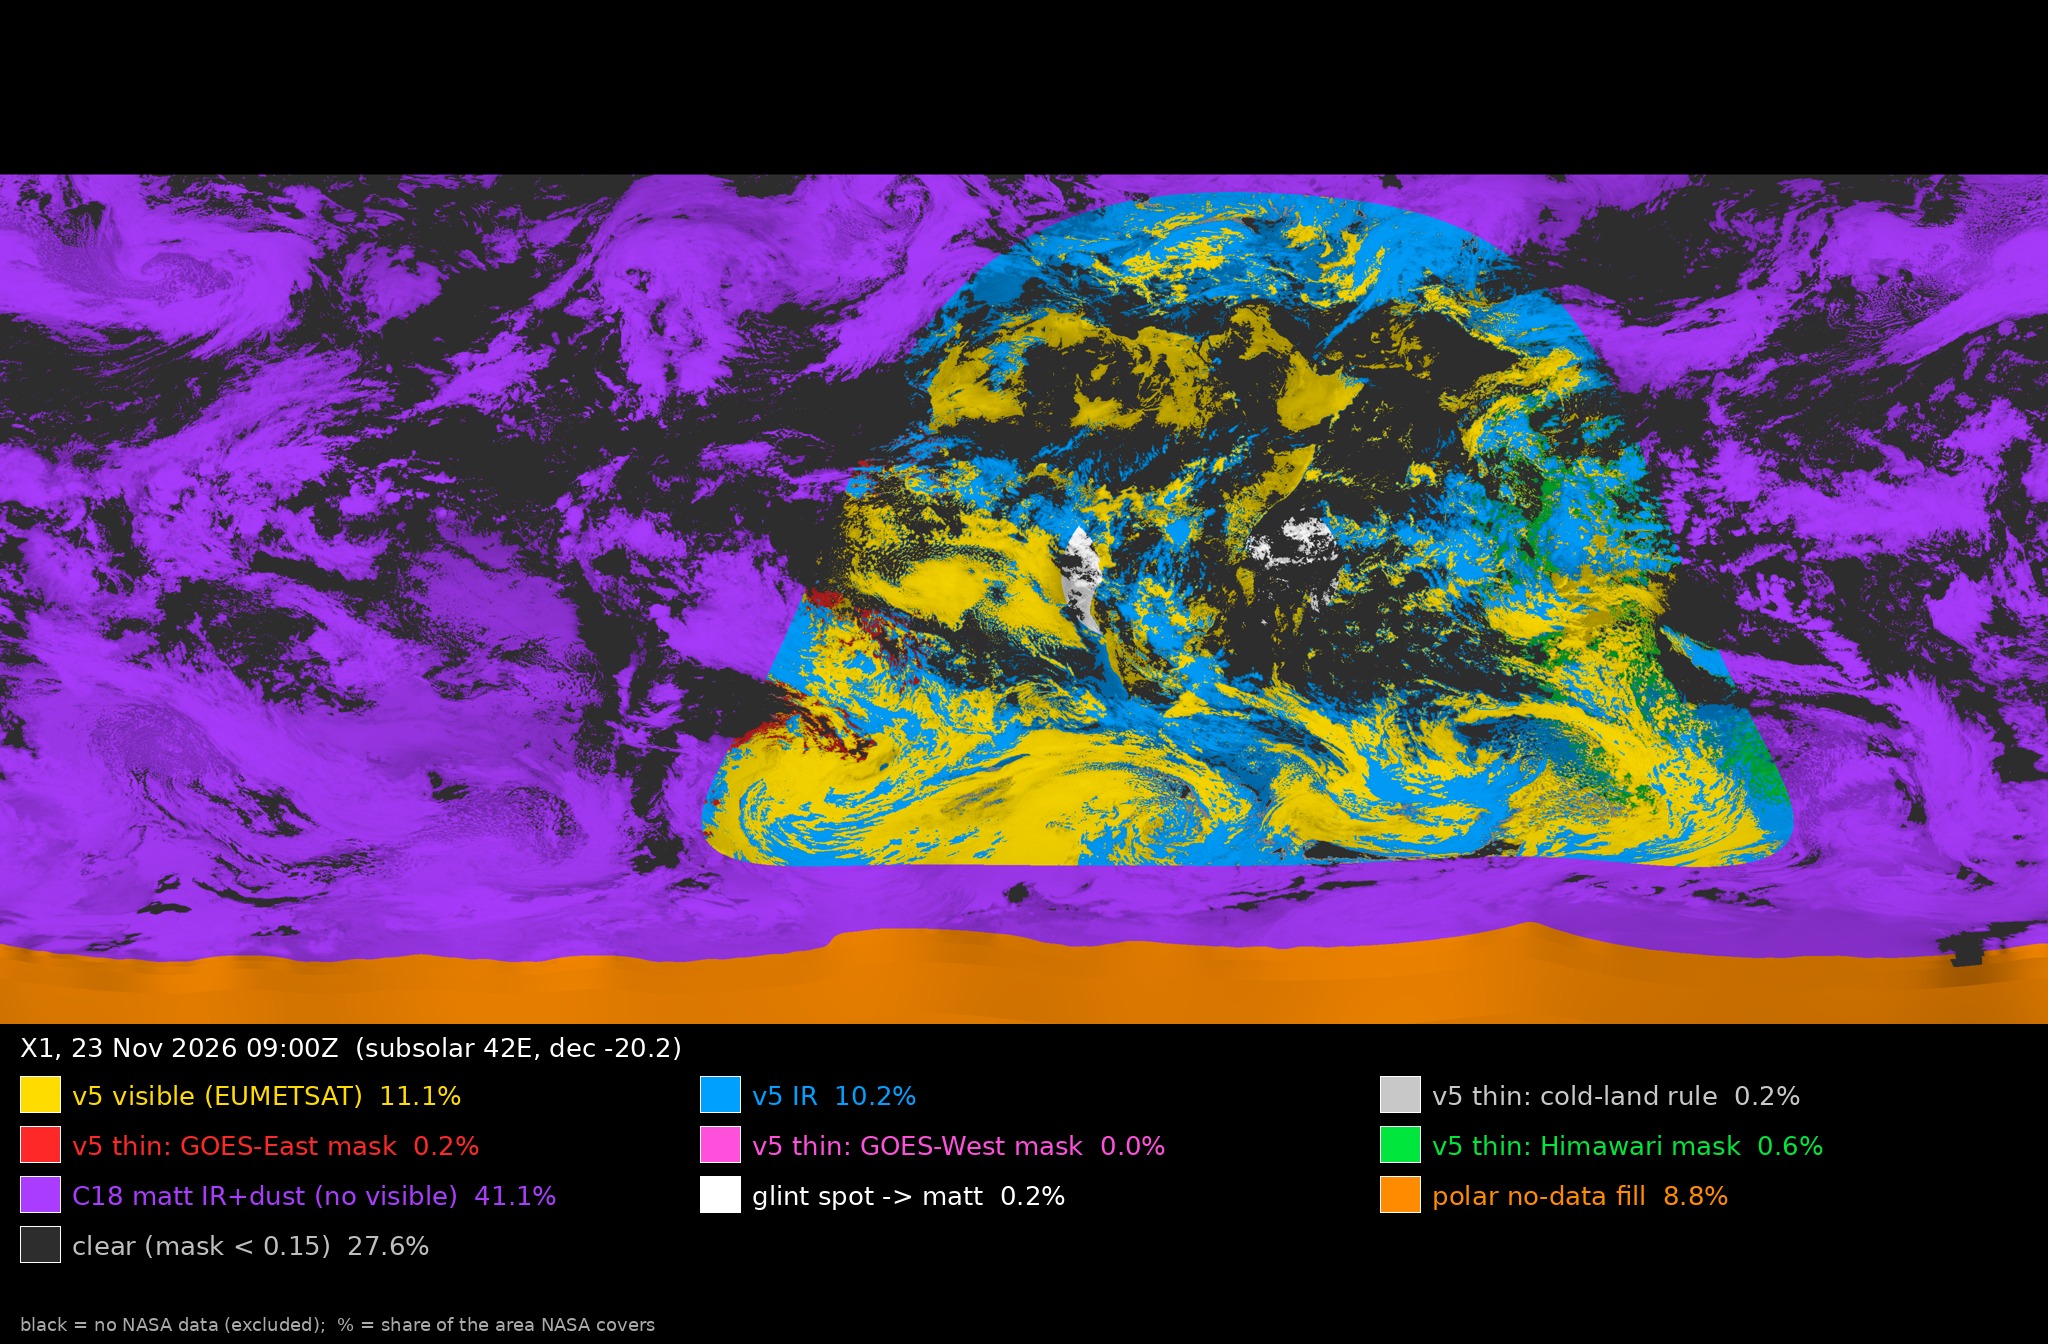 X1, 23 Nov 2026 09:00Z (subsolar 42E, dec -20.2)
v5 visible (EUMETSAT) 11.1%
v5 IR 10.2%
v5 thin: cold-land rule 0.2%
v5 thin: GOES-East mask 0.2%
v5 thin: GOES-West mask 0.0%
v5 thin: Himawari mask 0.6%
C18 matt IR+dust (no visible) 41.1%
glint spot -> matt 0.2%
polar no-data fill 8.8%
clear (mask < 0.15) 27.6%
black = no NASA data (excluded); % = share of the area NASA covers